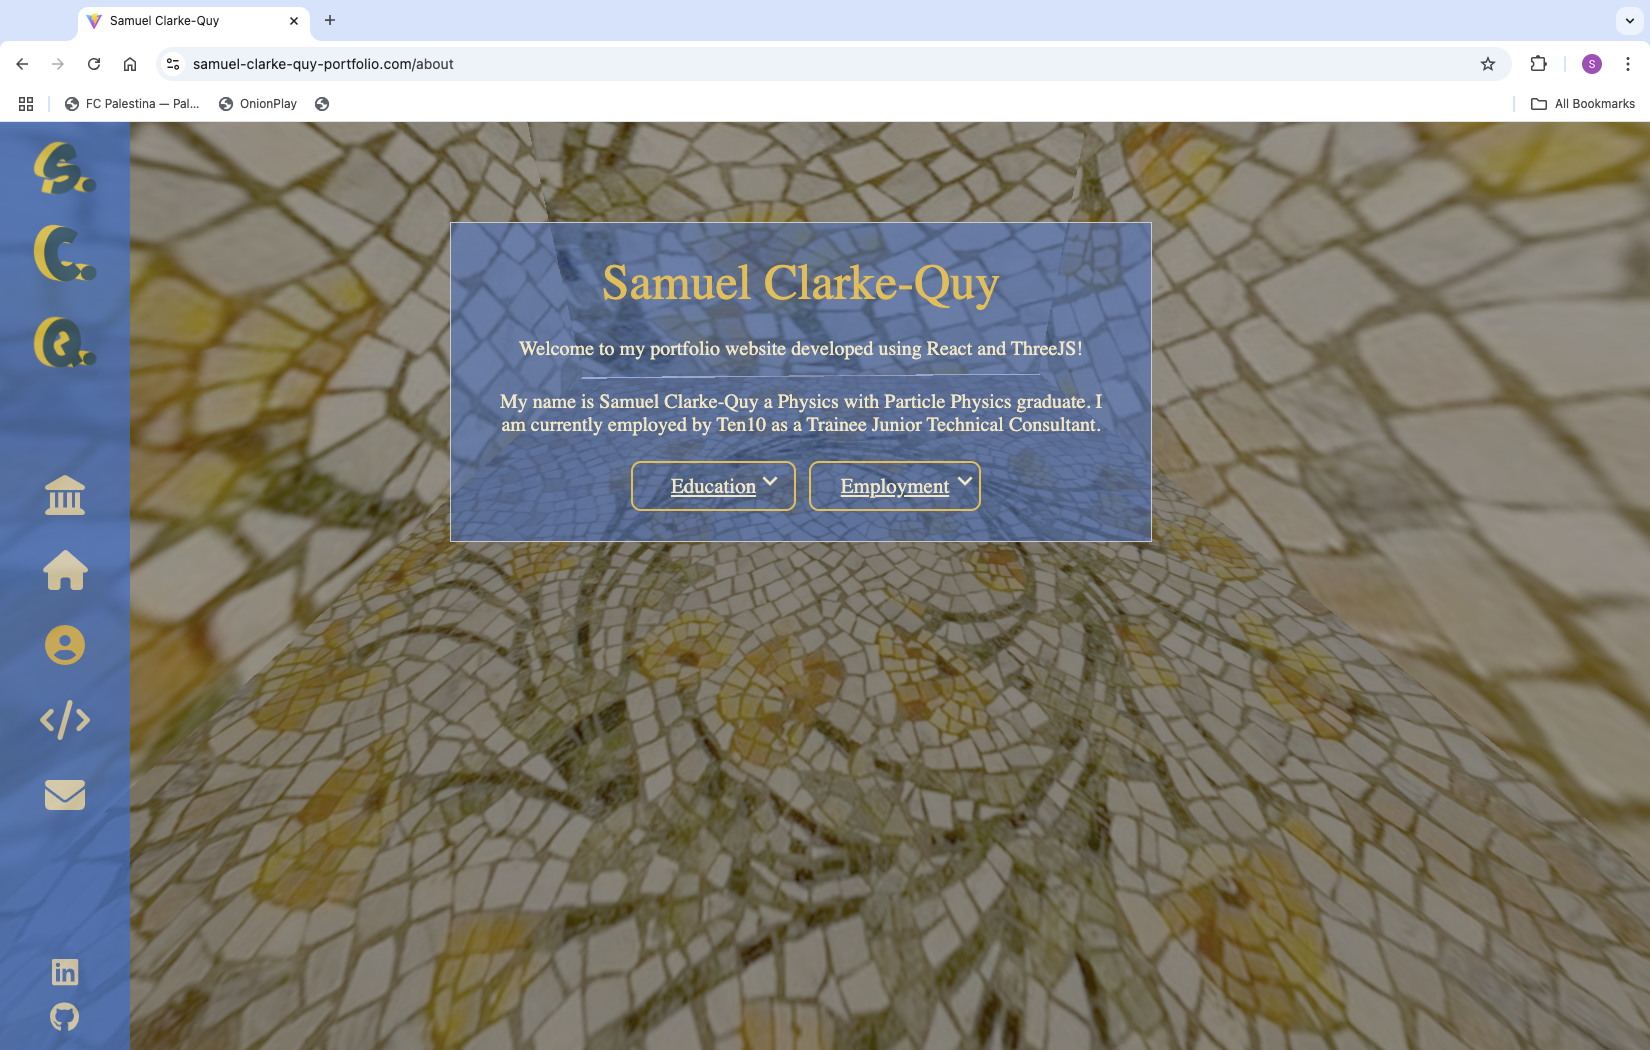 Samuel Clarke-Quy
samuel-clarke-quy-portfolio.com/about
S
FC Palestina — Pal...
OnionPlay
All Bookmarks
S.
C.
Q.
Samuel Clarke-Quy
Welcome to my portfolio website developed using React and ThreeJS!
My name is Samuel Clarke-Quy a Physics with Particle Physics graduate. I
am currently employed by Ten10 as a Trainee Junior Technical Consultant.
Education
Employment
in